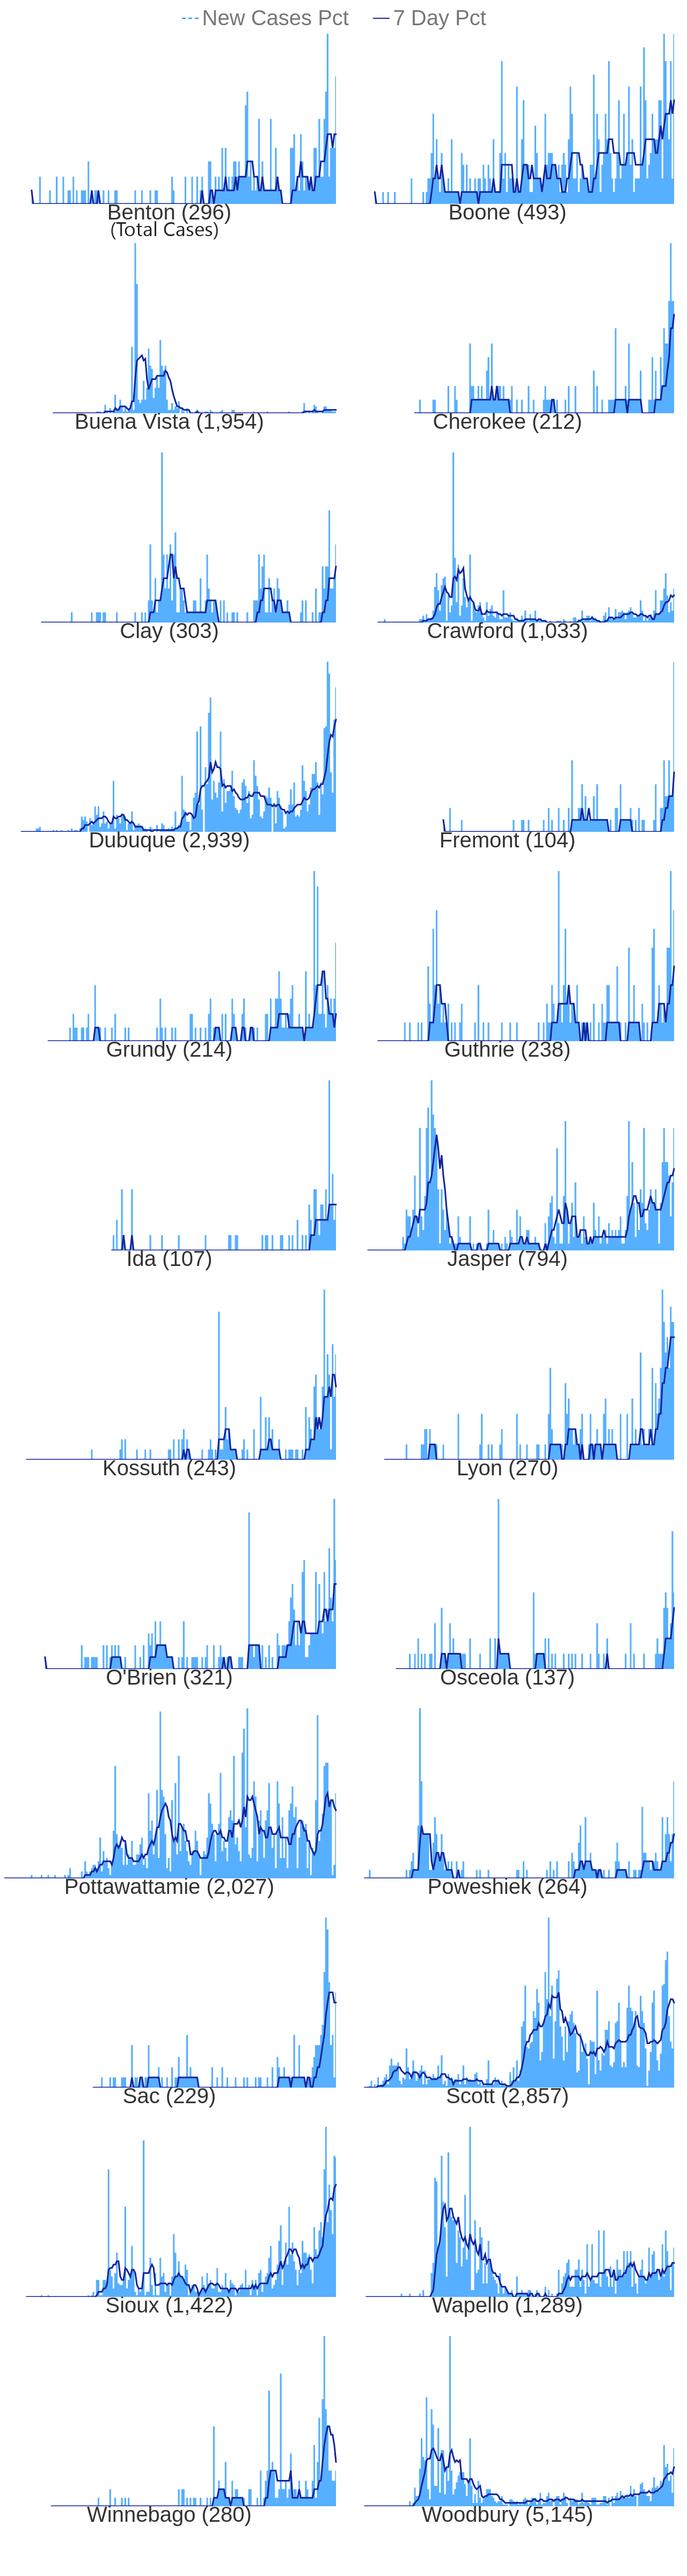 New Cases Pct 7 Day Pct
Benton (296) Boone (493)
(Total Cases)
Buena Vista (1,954) Cherokee (212)
Clay (303) Crawford (1,033)
Dubuque (2,939) Fremont (104)
Grundy (214) Guthrie (238)
Ida (107) Jasper (794)
Kossuth (243) Lyon (270)
O'Brien (321) Osceola (137)
Pottawattamie (2,027) Poweshiek (264)
Sac (229) Scott (2,857)
Sioux (1,422) Wapello (1,289)
Winnebago (280) Woodbury (5,145)